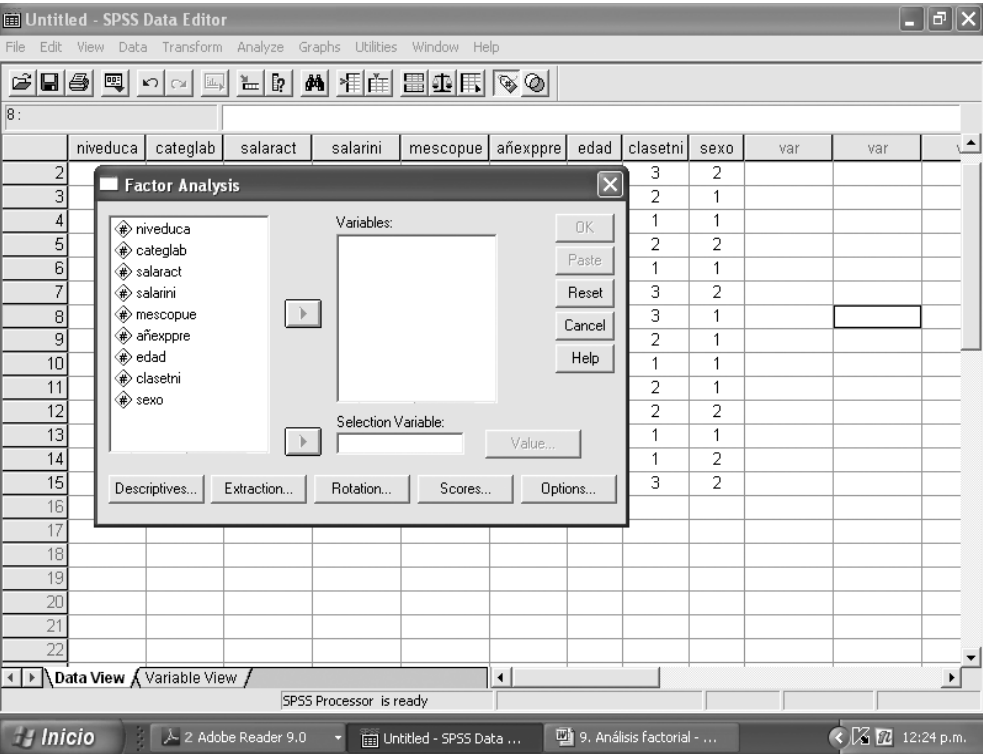 Untitled - SPSS Data Editor
File Edit View Data Transform Analyze Graphs Utilities Window Help
8 :
niveduca categlab salaract salarini mescopue añexppre edad clasetni sexo var var
2 3 2
3 2 1
4 1 1
5 2 2
6 1 1
7 3 2
8 3 1
9 2 1
10 1 1
11 2 1
12 2 2
13 1 1
14 1 2
15 3 2
16
17
18
19
20
21
22
Factor Analysis
niveduca
categlab
salaract
salarini
mescopue
añexppre
edad
clasetni
sexo
Variables:
Selection Variable:
OK
Paste
Reset
Cancel
Help
Value...
Descriptives... Extraction... Rotation... Scores... Options...
Data View Variable View
SPSS Processor is ready
Inicio 2 Adobe Reader 9.0 Untitled - SPSS Data ... 9. Análisis factorial - ... 12:24 p.m.